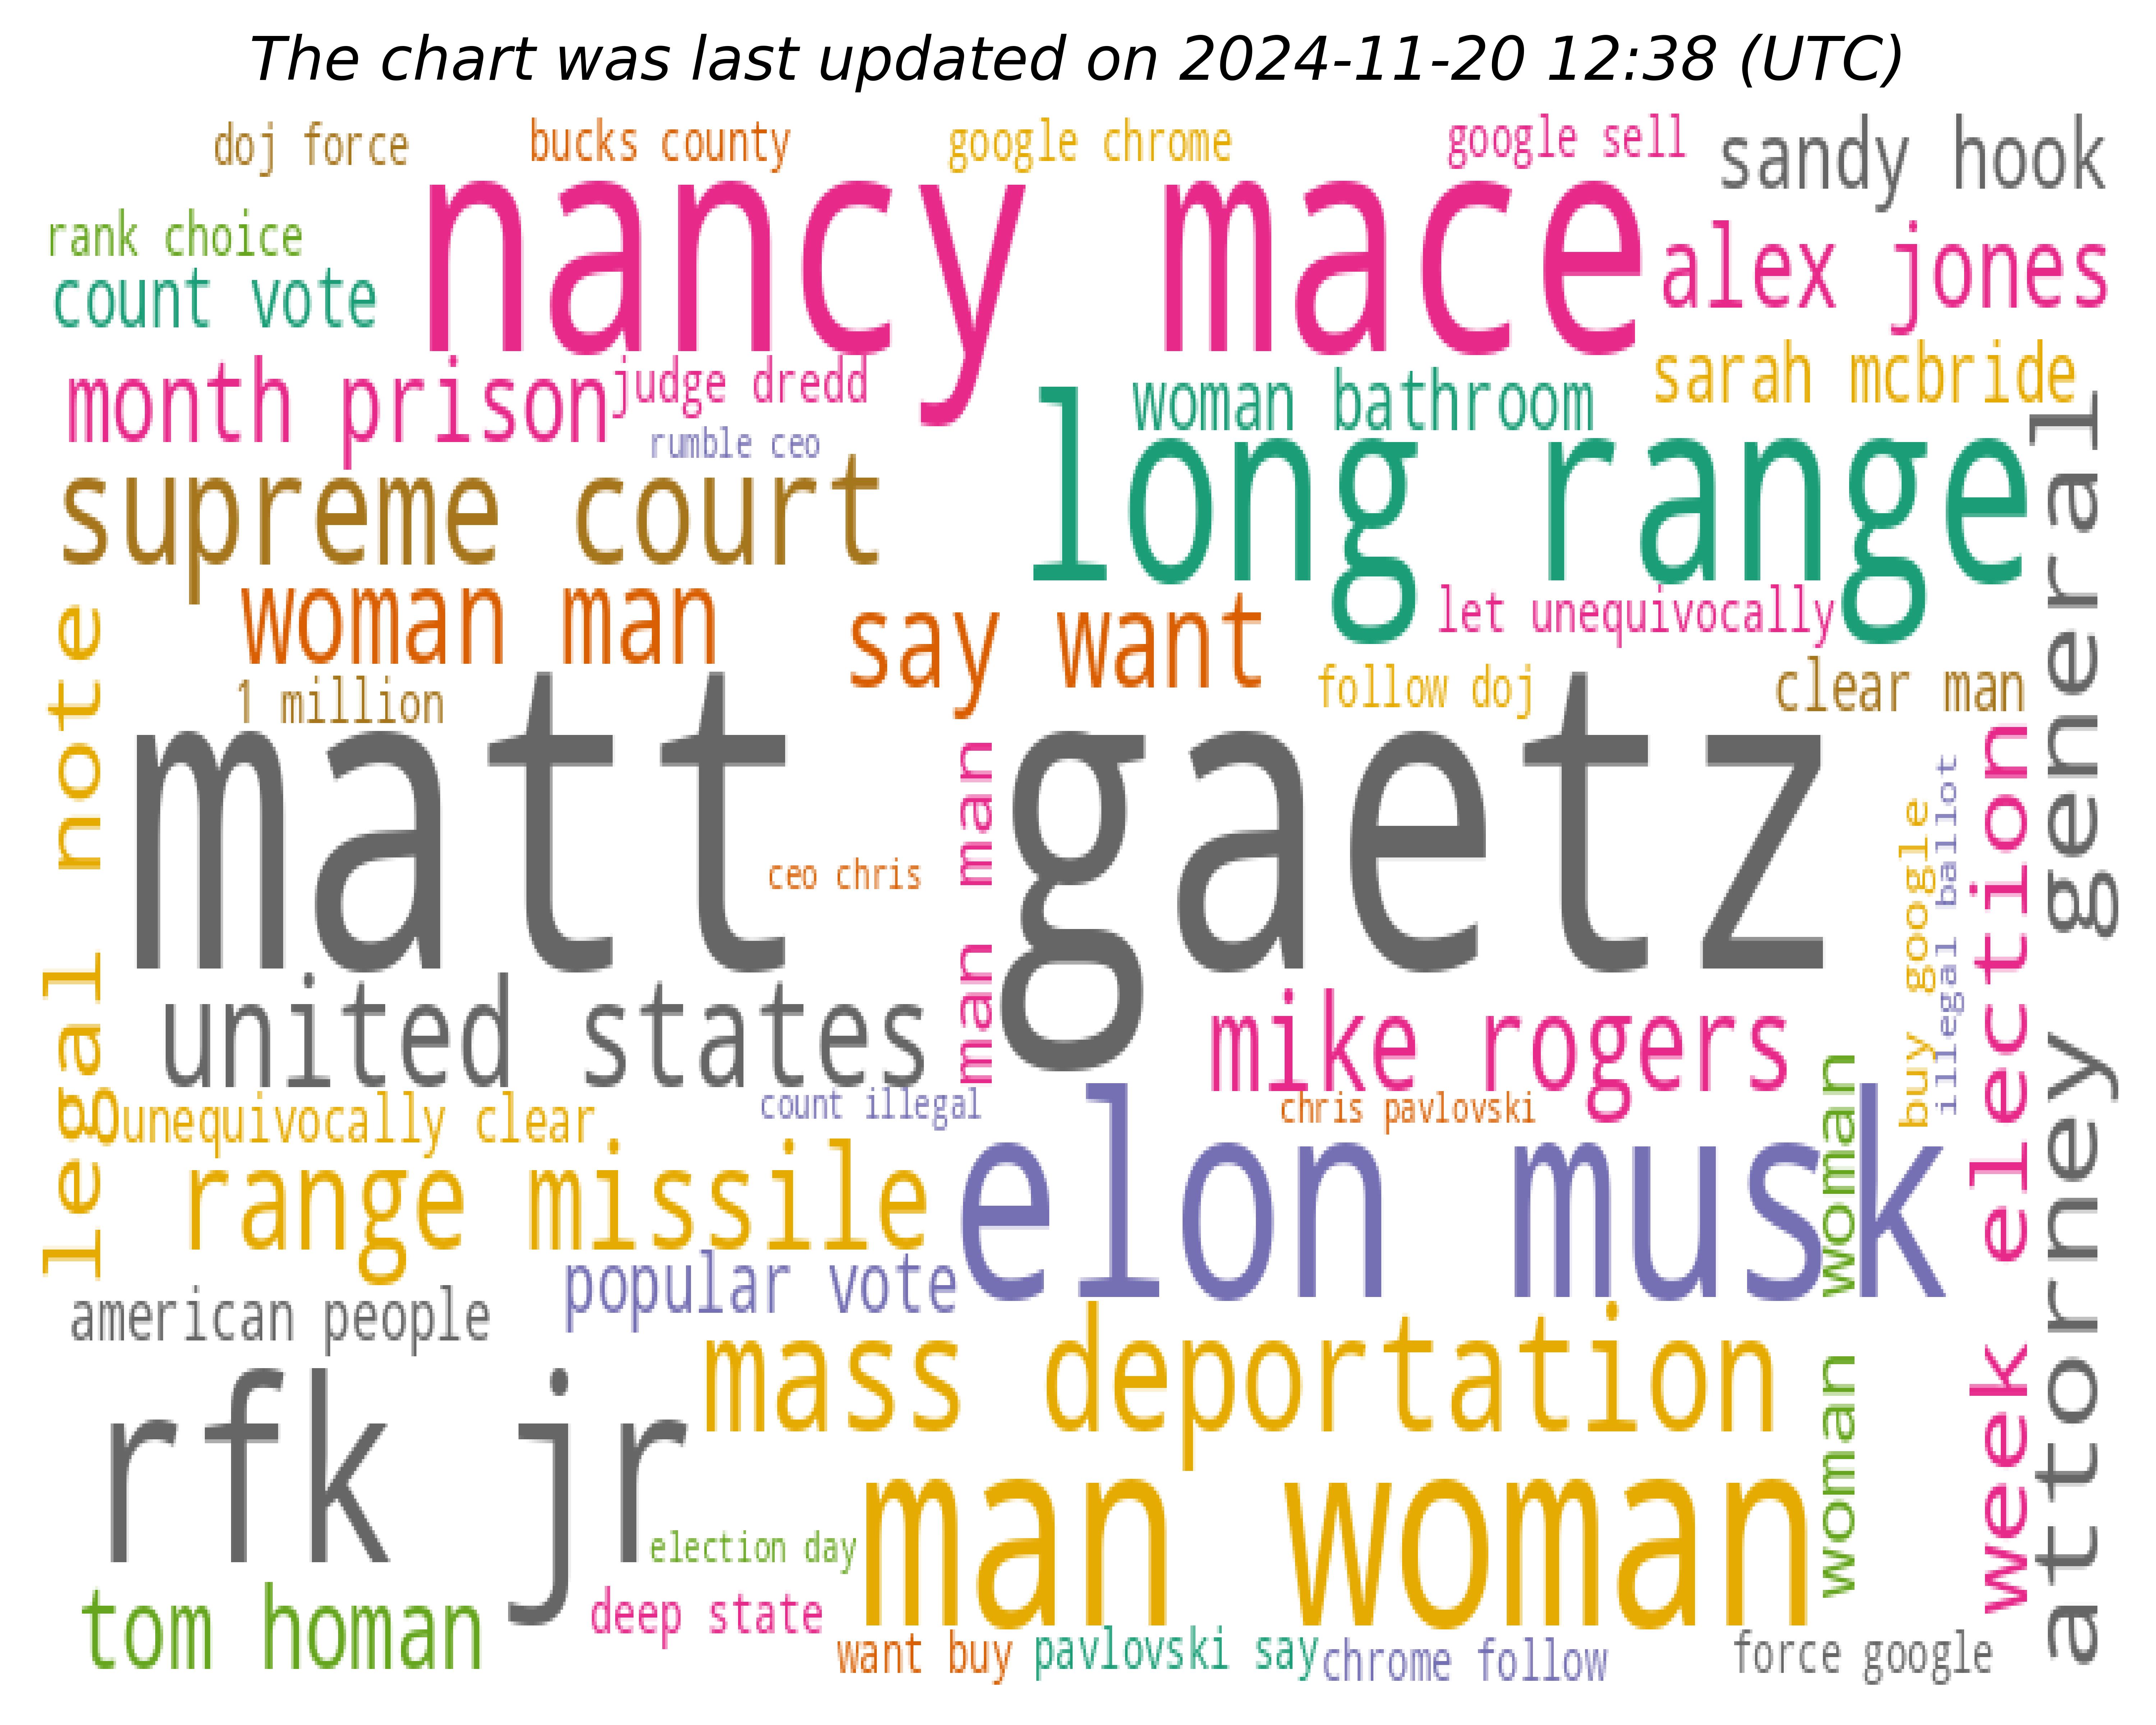 The chart was last updated on 2024-11-20 12:38 (UTC)
doj force
bucks county
google chrome
google sell
sandy hook
rank choice
nancy mace
alex jones
count vote
month prison
judge dredd
woman bathroom
sarah mcbride
rumble ceo
supreme court
long range
attorney general
woman man
say want
let unequivocally
legal note
1 million
follow doj
clear man
matt gaetz
man man
ceo chris
buy google
illegal ballot
week election
united states
mike rogers
unequivocally clear
count illegal
chris pavlovski
range missile
elon musk
woman woman
popular vote
american people
mass deportation
rfk jr
man woman
election day
tom homan
deep state
want buy
pavlovski say
chrome follow
force google